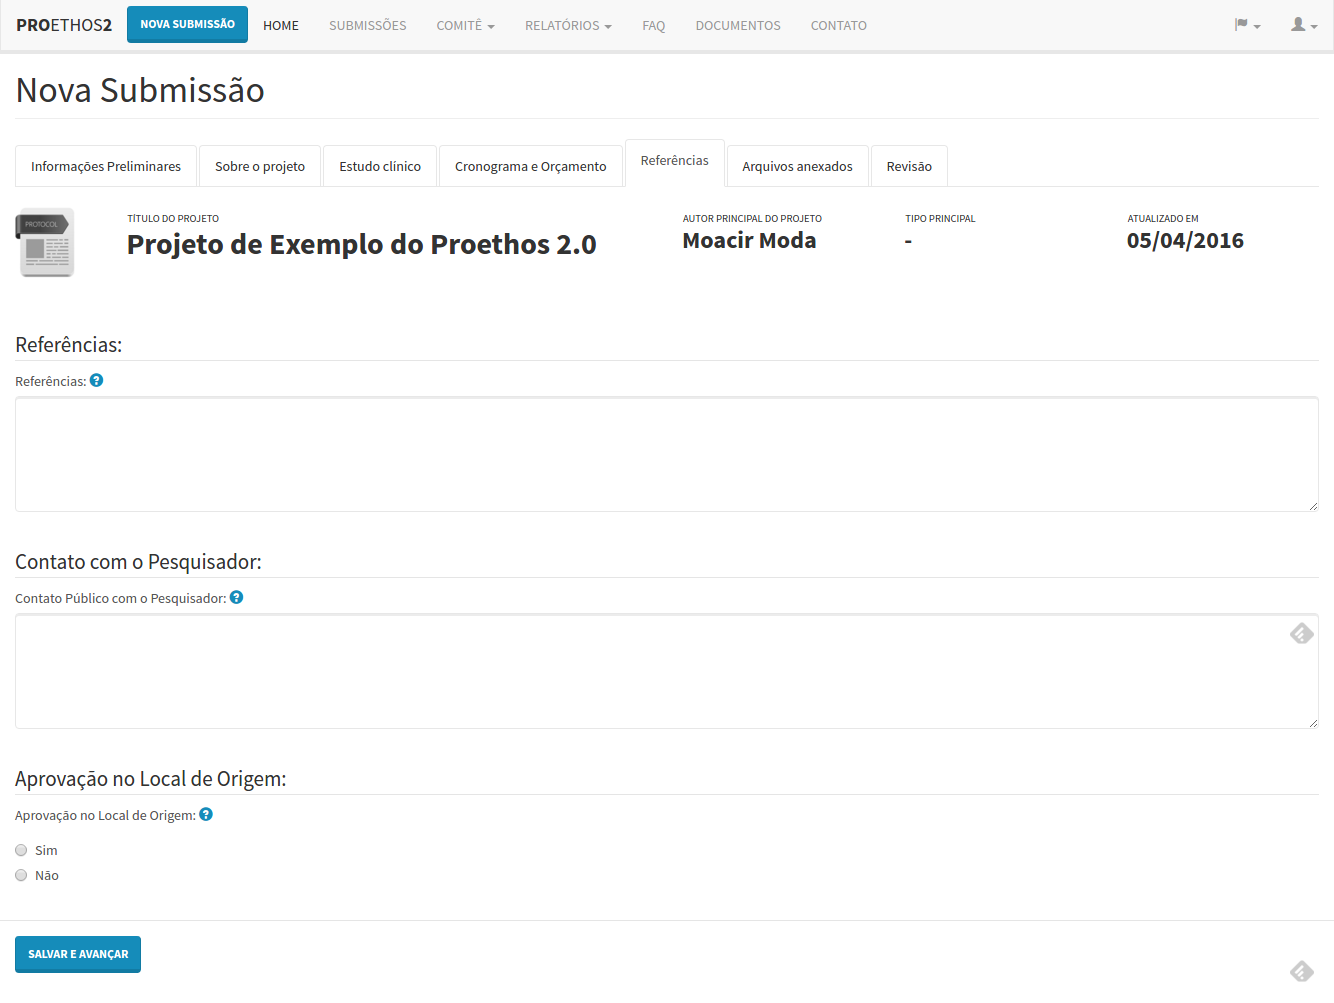 PROETHOS2 NOVA SUBMISSÃO HOME SUBMISSÕES COMITÊ RELATÓRIOS FAQ DOCUMENTOS CONTATO
Nova Submissão
Informações Preliminares Sobre o projeto Estudo clínico Cronograma e Orçamento Referências Arquivos anexados Revisão
PROTOCOL
TÍTULO DO PROJETO AUTOR PRINCIPAL DO PROJETO TIPO PRINCIPAL ATUALIZADO EM
Projeto de Exemplo do Proethos 2.0 Moacir Moda - 05/04/2016
Referências:
Referências: ?
Contato com o Pesquisador:
Contato Público com o Pesquisador: ?
Aprovação no Local de Origem:
Aprovação no Local de Origem: ?
Sim
Não
SALVAR E AVANÇAR